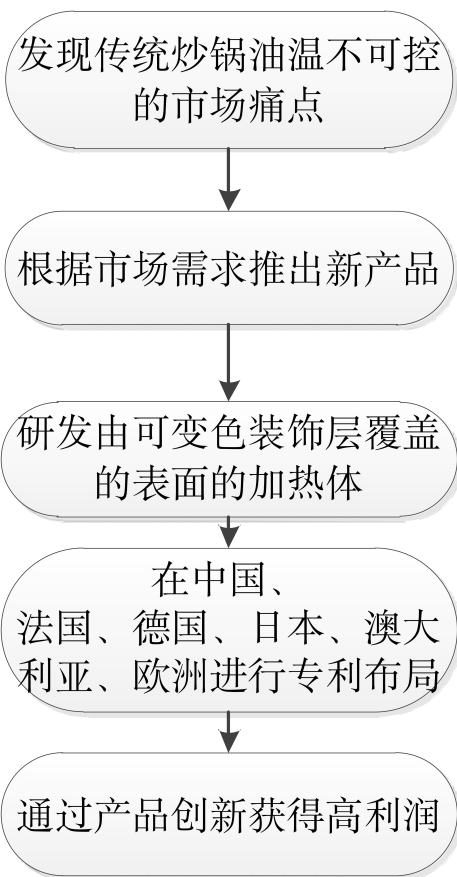 发现传统炒锅油温不可控
的市场痛点
根据市场需求推出新产品
研发由可变色装饰层覆盖
的表面的加热体
在中国、
法国、德国、日本、澳大
利亚、欧洲进行专利布局
通过产品创新获得高利润